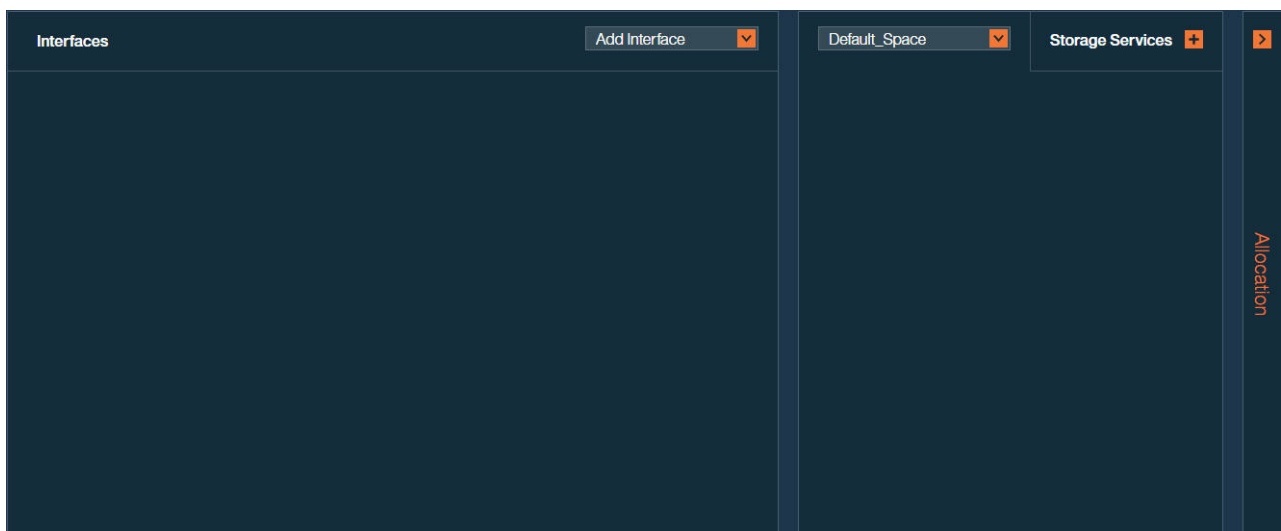 Interfaces
Add Interface
Default_Space
Storage Services
Allocation